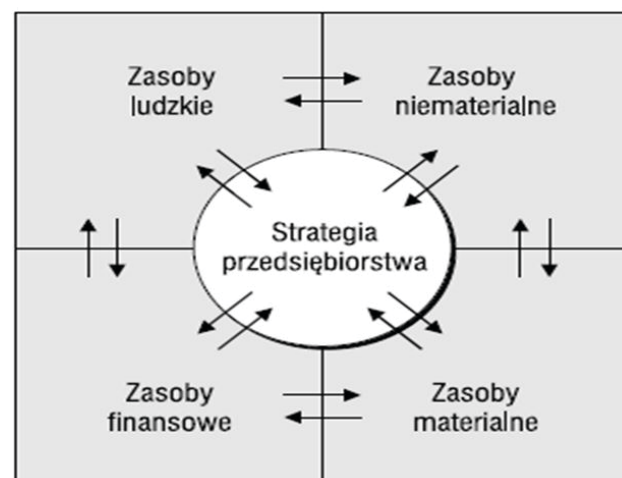 Zasoby
ludzkie
Zasoby
niematerialne
Strategia
przedsiębiorstwa
Zasoby
finansowe
Zasoby
materialne